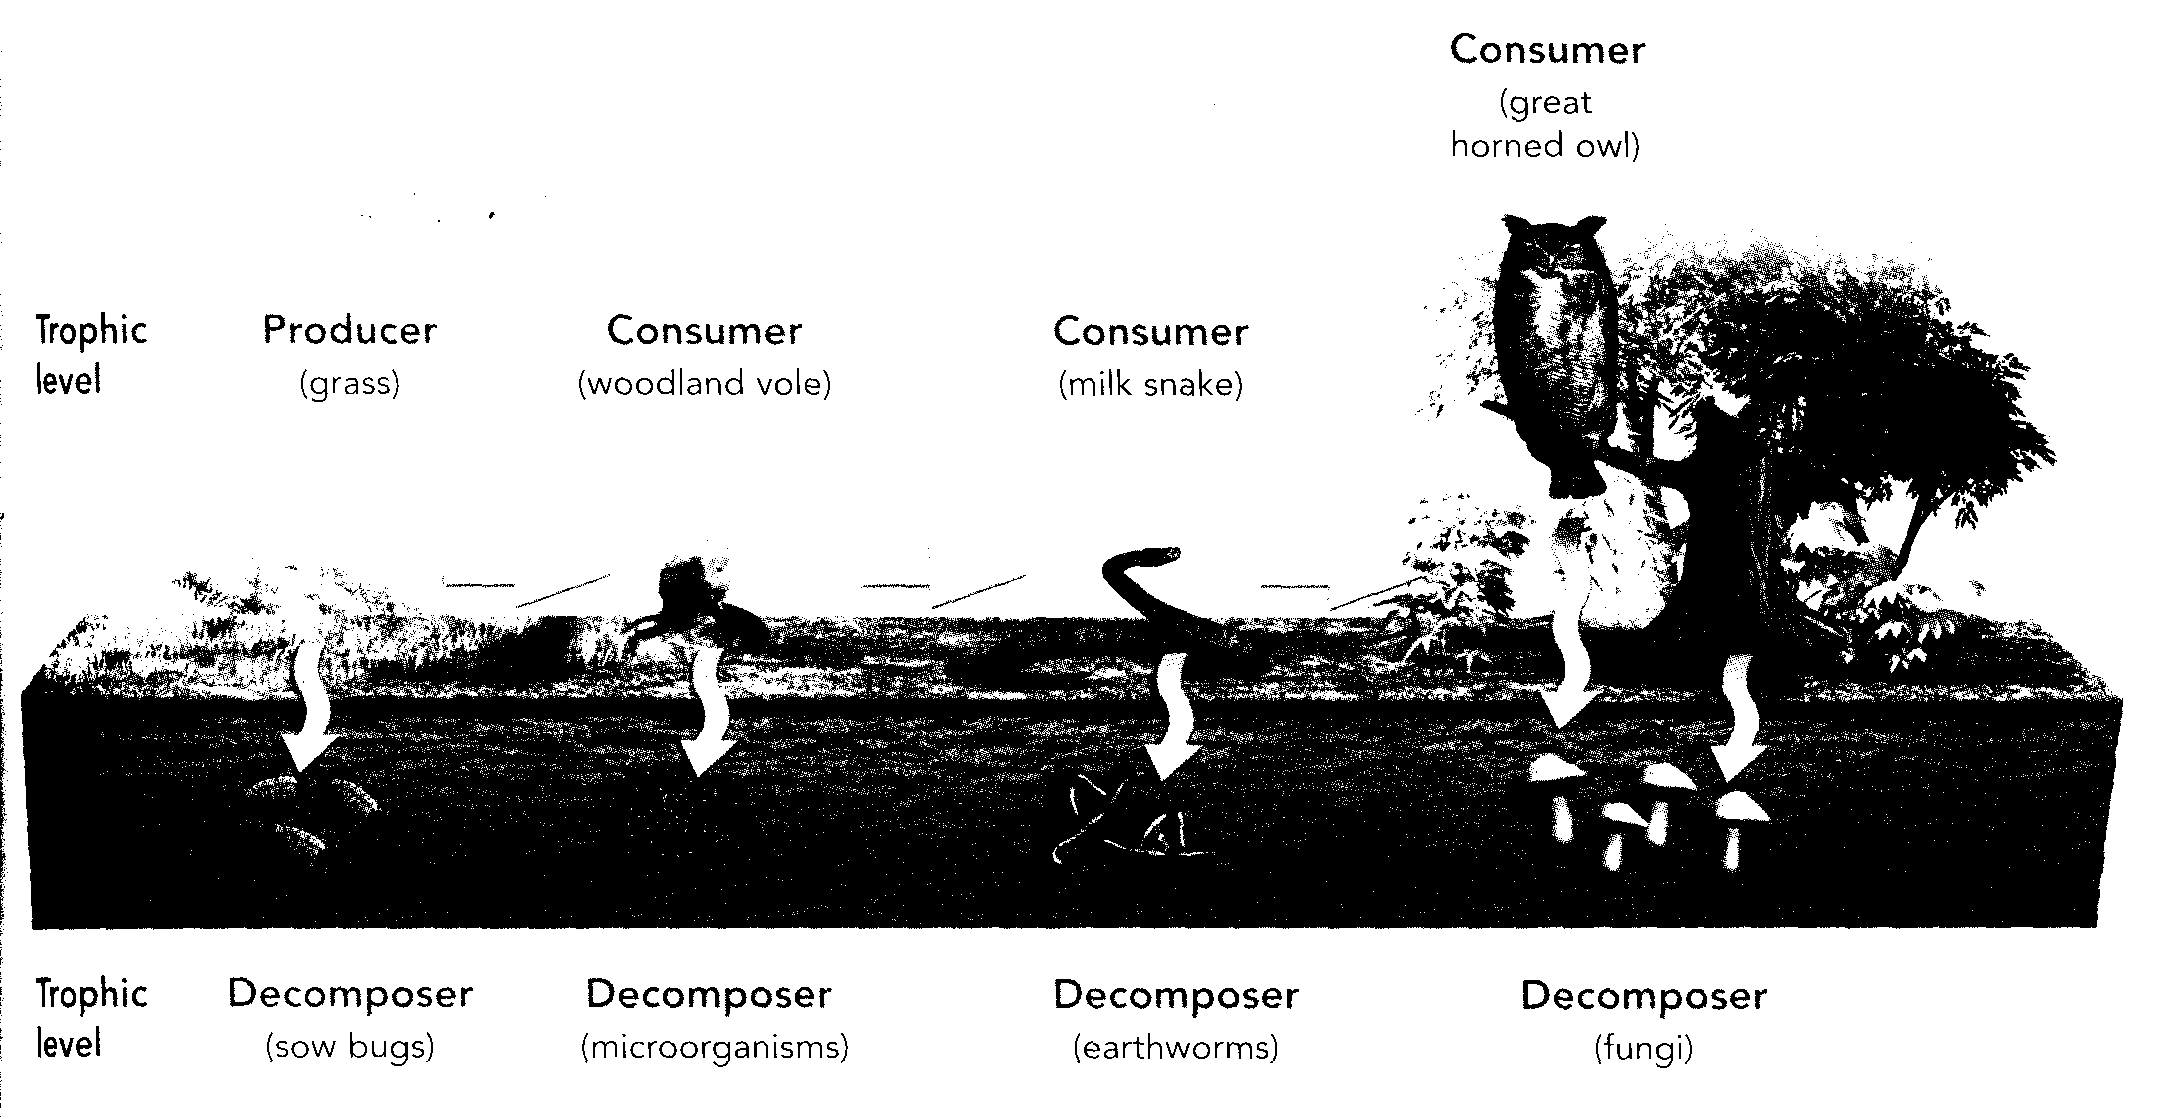 Consumer
(great
horned owl)
Trophic
level
Producer
(grass)
Consumer
(woodland vole)
Consumer
(milk snake)
Trophic
level
Decomposer
(sow bugs)
Decomposer
(microorganisms)
Decomposer
(earthworms)
Decomposer
(fungi)